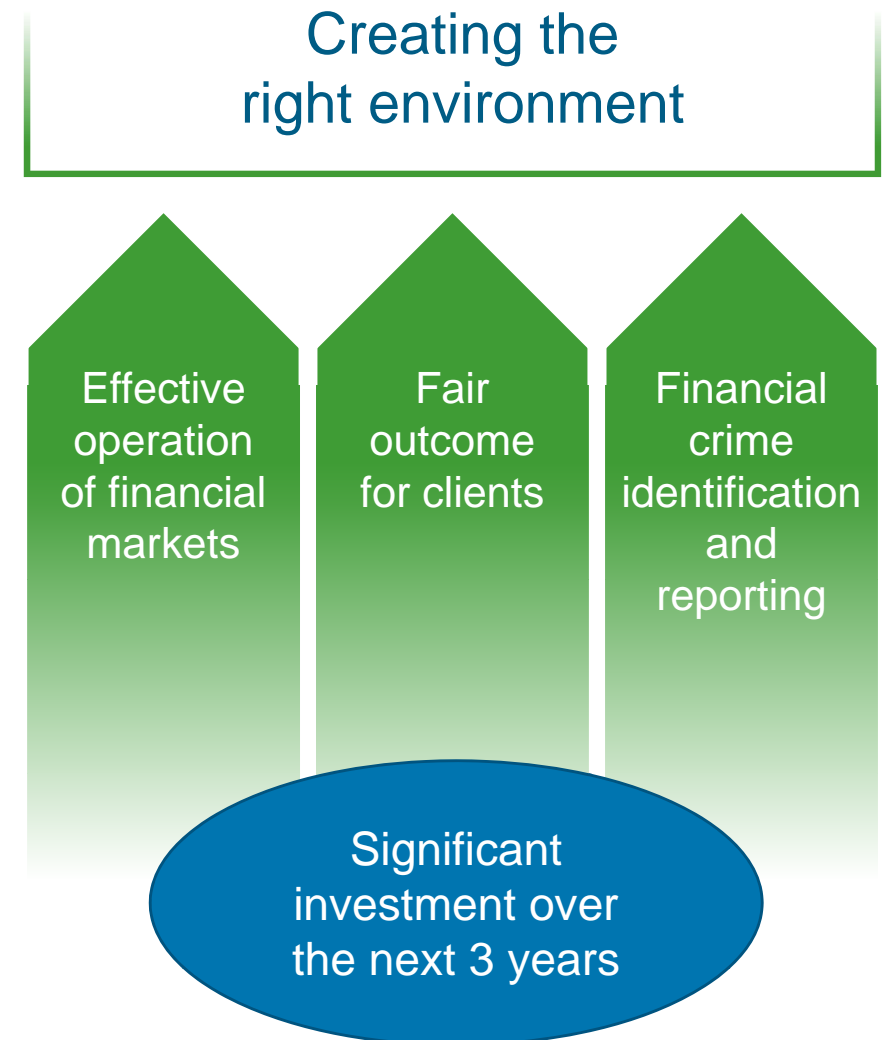 Creating the
right environment
Effective
operation
of financial
markets
Fair
outcome
for clients
Financial
crime
identification
and
reporting
Significant
investment over
the next 3 years